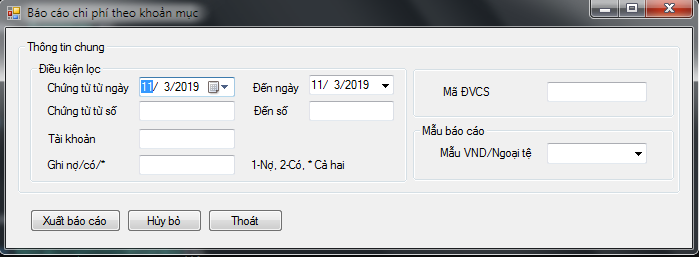 Báo cáo chi phí theo khoản mục
Thông tin chung
Điều kiện lọc
Chứng từ từ ngày 11/ 3/2019 Đến ngày 11/ 3/2019
Chứng từ từ số Đến số
Tài khoản
Ghi nợ/có/* 1-Nợ, 2-Có, * Cả hai
Mã ĐVCS
Mẫu báo cáo
Mẫu VND/Ngoại tệ
Xuất báo cáo Hủy bỏ Thoát